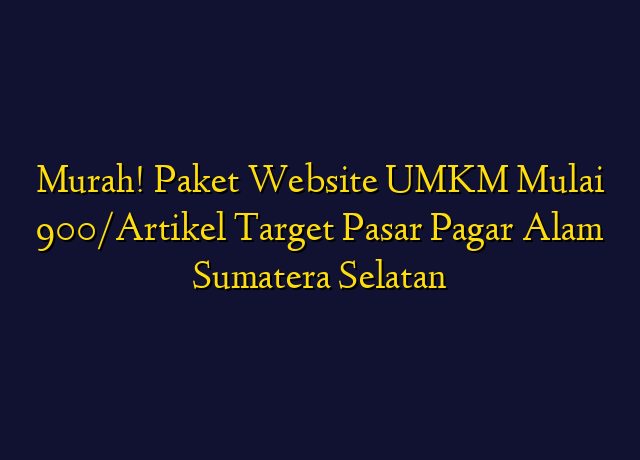 Murah! Paket Website UMKM Mulai
900/Artikel Target Pasar Pagar Alam
Sumatera Selatan